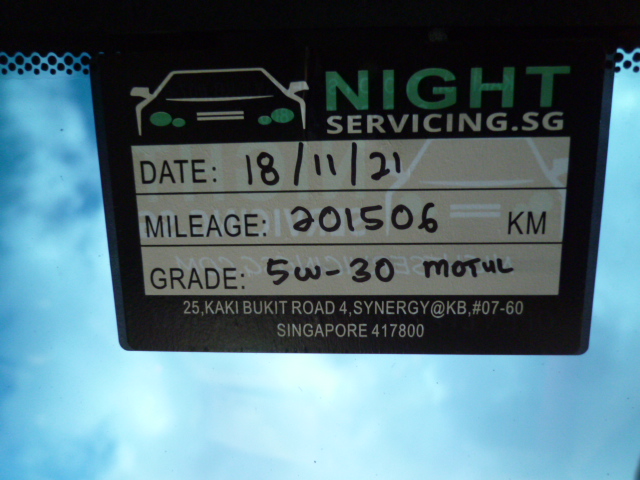 NIGHT
SERVICING.SG
DATE: 18/11/21
MILEAGE: 201506 KM
GRADE: 5W-30 MOTUL
25,KAKI BUKIT ROAD 4,SYNERGY@KB,#07-60
SINGAPORE 417800